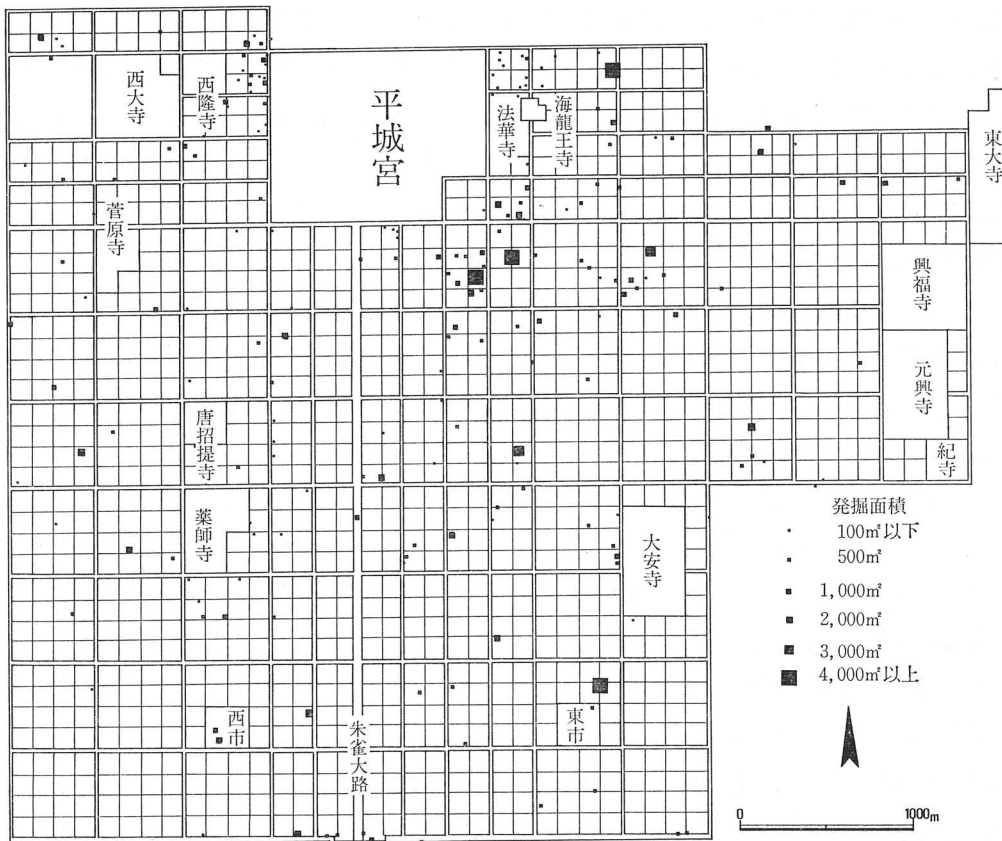 西大寺
西隆寺
平城宮
法華寺
海龍王寺
東大寺
菅原寺
興福寺
元興寺
紀寺
唐招提寺
薬師寺
大安寺
西市
朱雀大路
東市
発掘面積
100㎡以下
500㎡
1,000㎡
2,000㎡
3,000㎡
4,000㎡以上
0 1000m